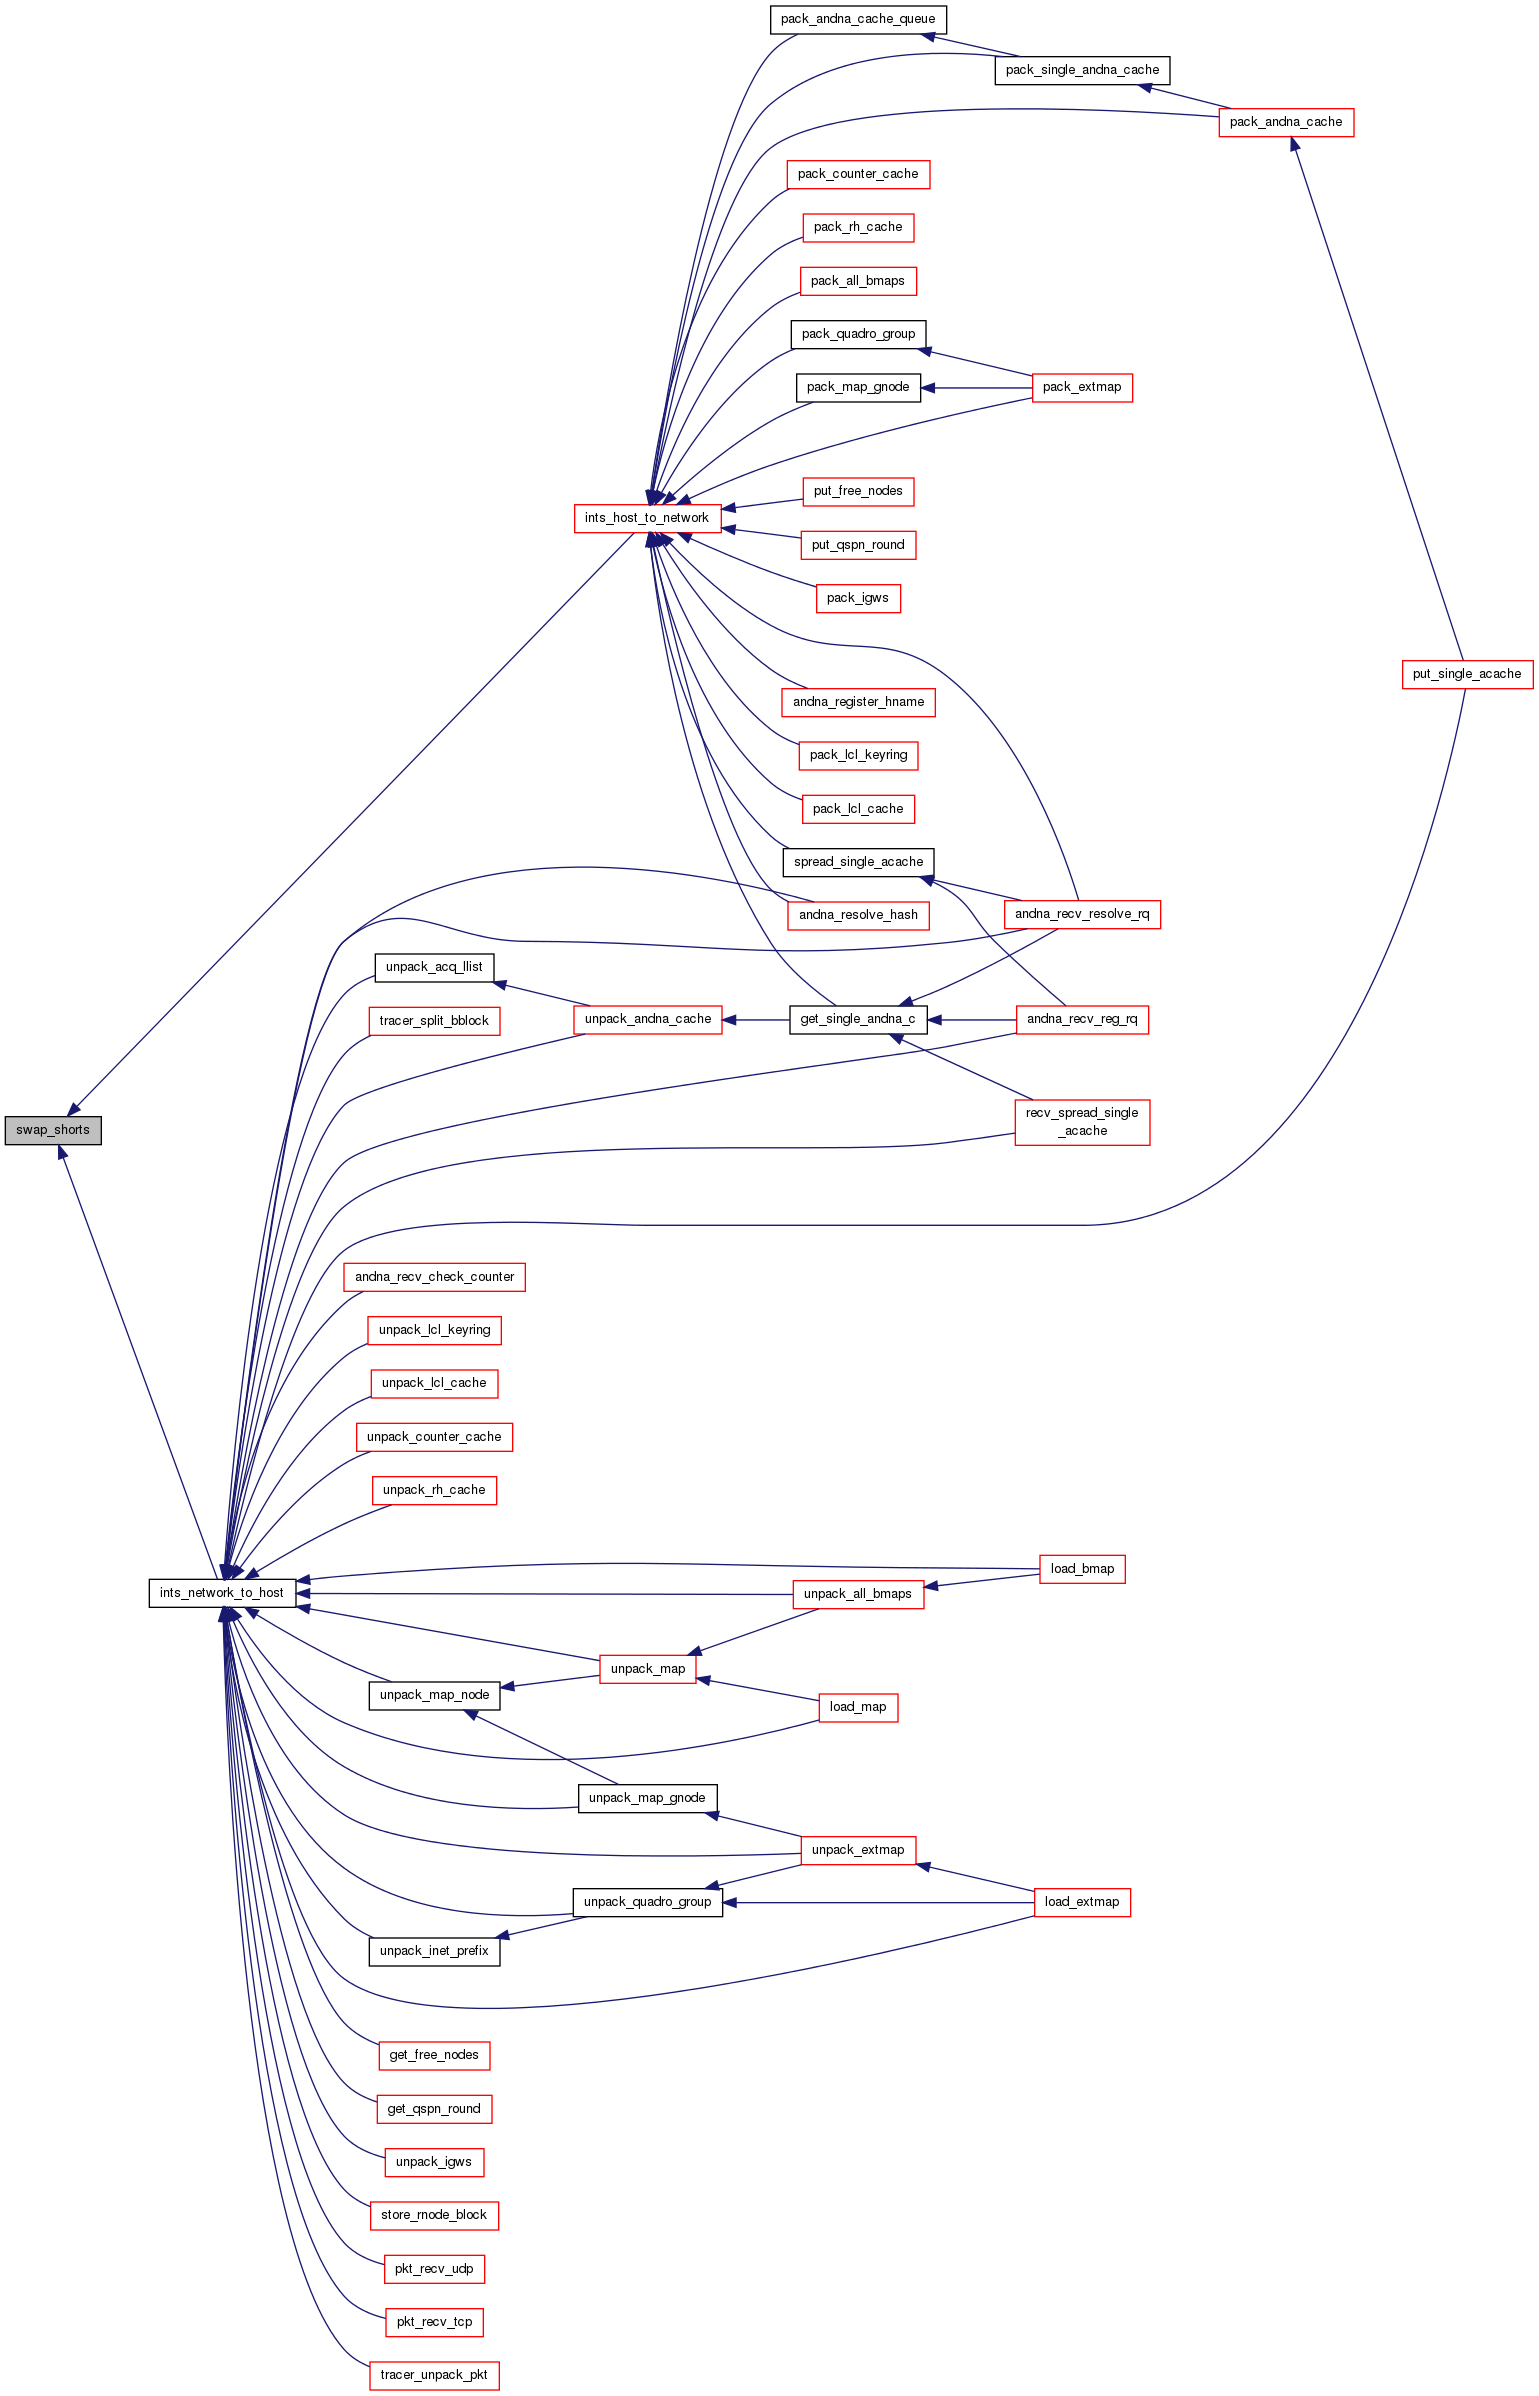 pack_andna_cache_queue
pack_single_andna_cache
pack_andna_cache
pack_counter_cache
pack_rh_cache
pack_all_bmaps
pack_quadro_group
pack_map_gnode
pack_extmap
put_free_nodes
ints_host_to_network
put_qspn_round
pack_igws
put_single_acache
andna_register_hname
pack_lcl_keyring
pack_lcl_cache
spread_single_acache
andna_resolve_hash
andna_recv_resolve_rq
unpack_acq_llist
tracer_split_bblock
unpack_andna_cache
get_single_andna_c
andna_recv_reg_rq
recv_spread_single
_acache
swap_shorts
andna_recv_check_counter
unpack_lcl_keyring
unpack_lcl_cache
unpack_counter_cache
unpack_rh_cache
load_bmap
ints_network_to_host
unpack_all_bmaps
unpack_map
unpack_map_node
load_map
unpack_map_gnode
unpack_extmap
unpack_quadro_group
load_extmap
unpack_inet_prefix
get_free_nodes
get_qspn_round
unpack_igws
store_rnode_block
pkt_recv_udp
pkt_recv_tcp
tracer_unpack_pkt